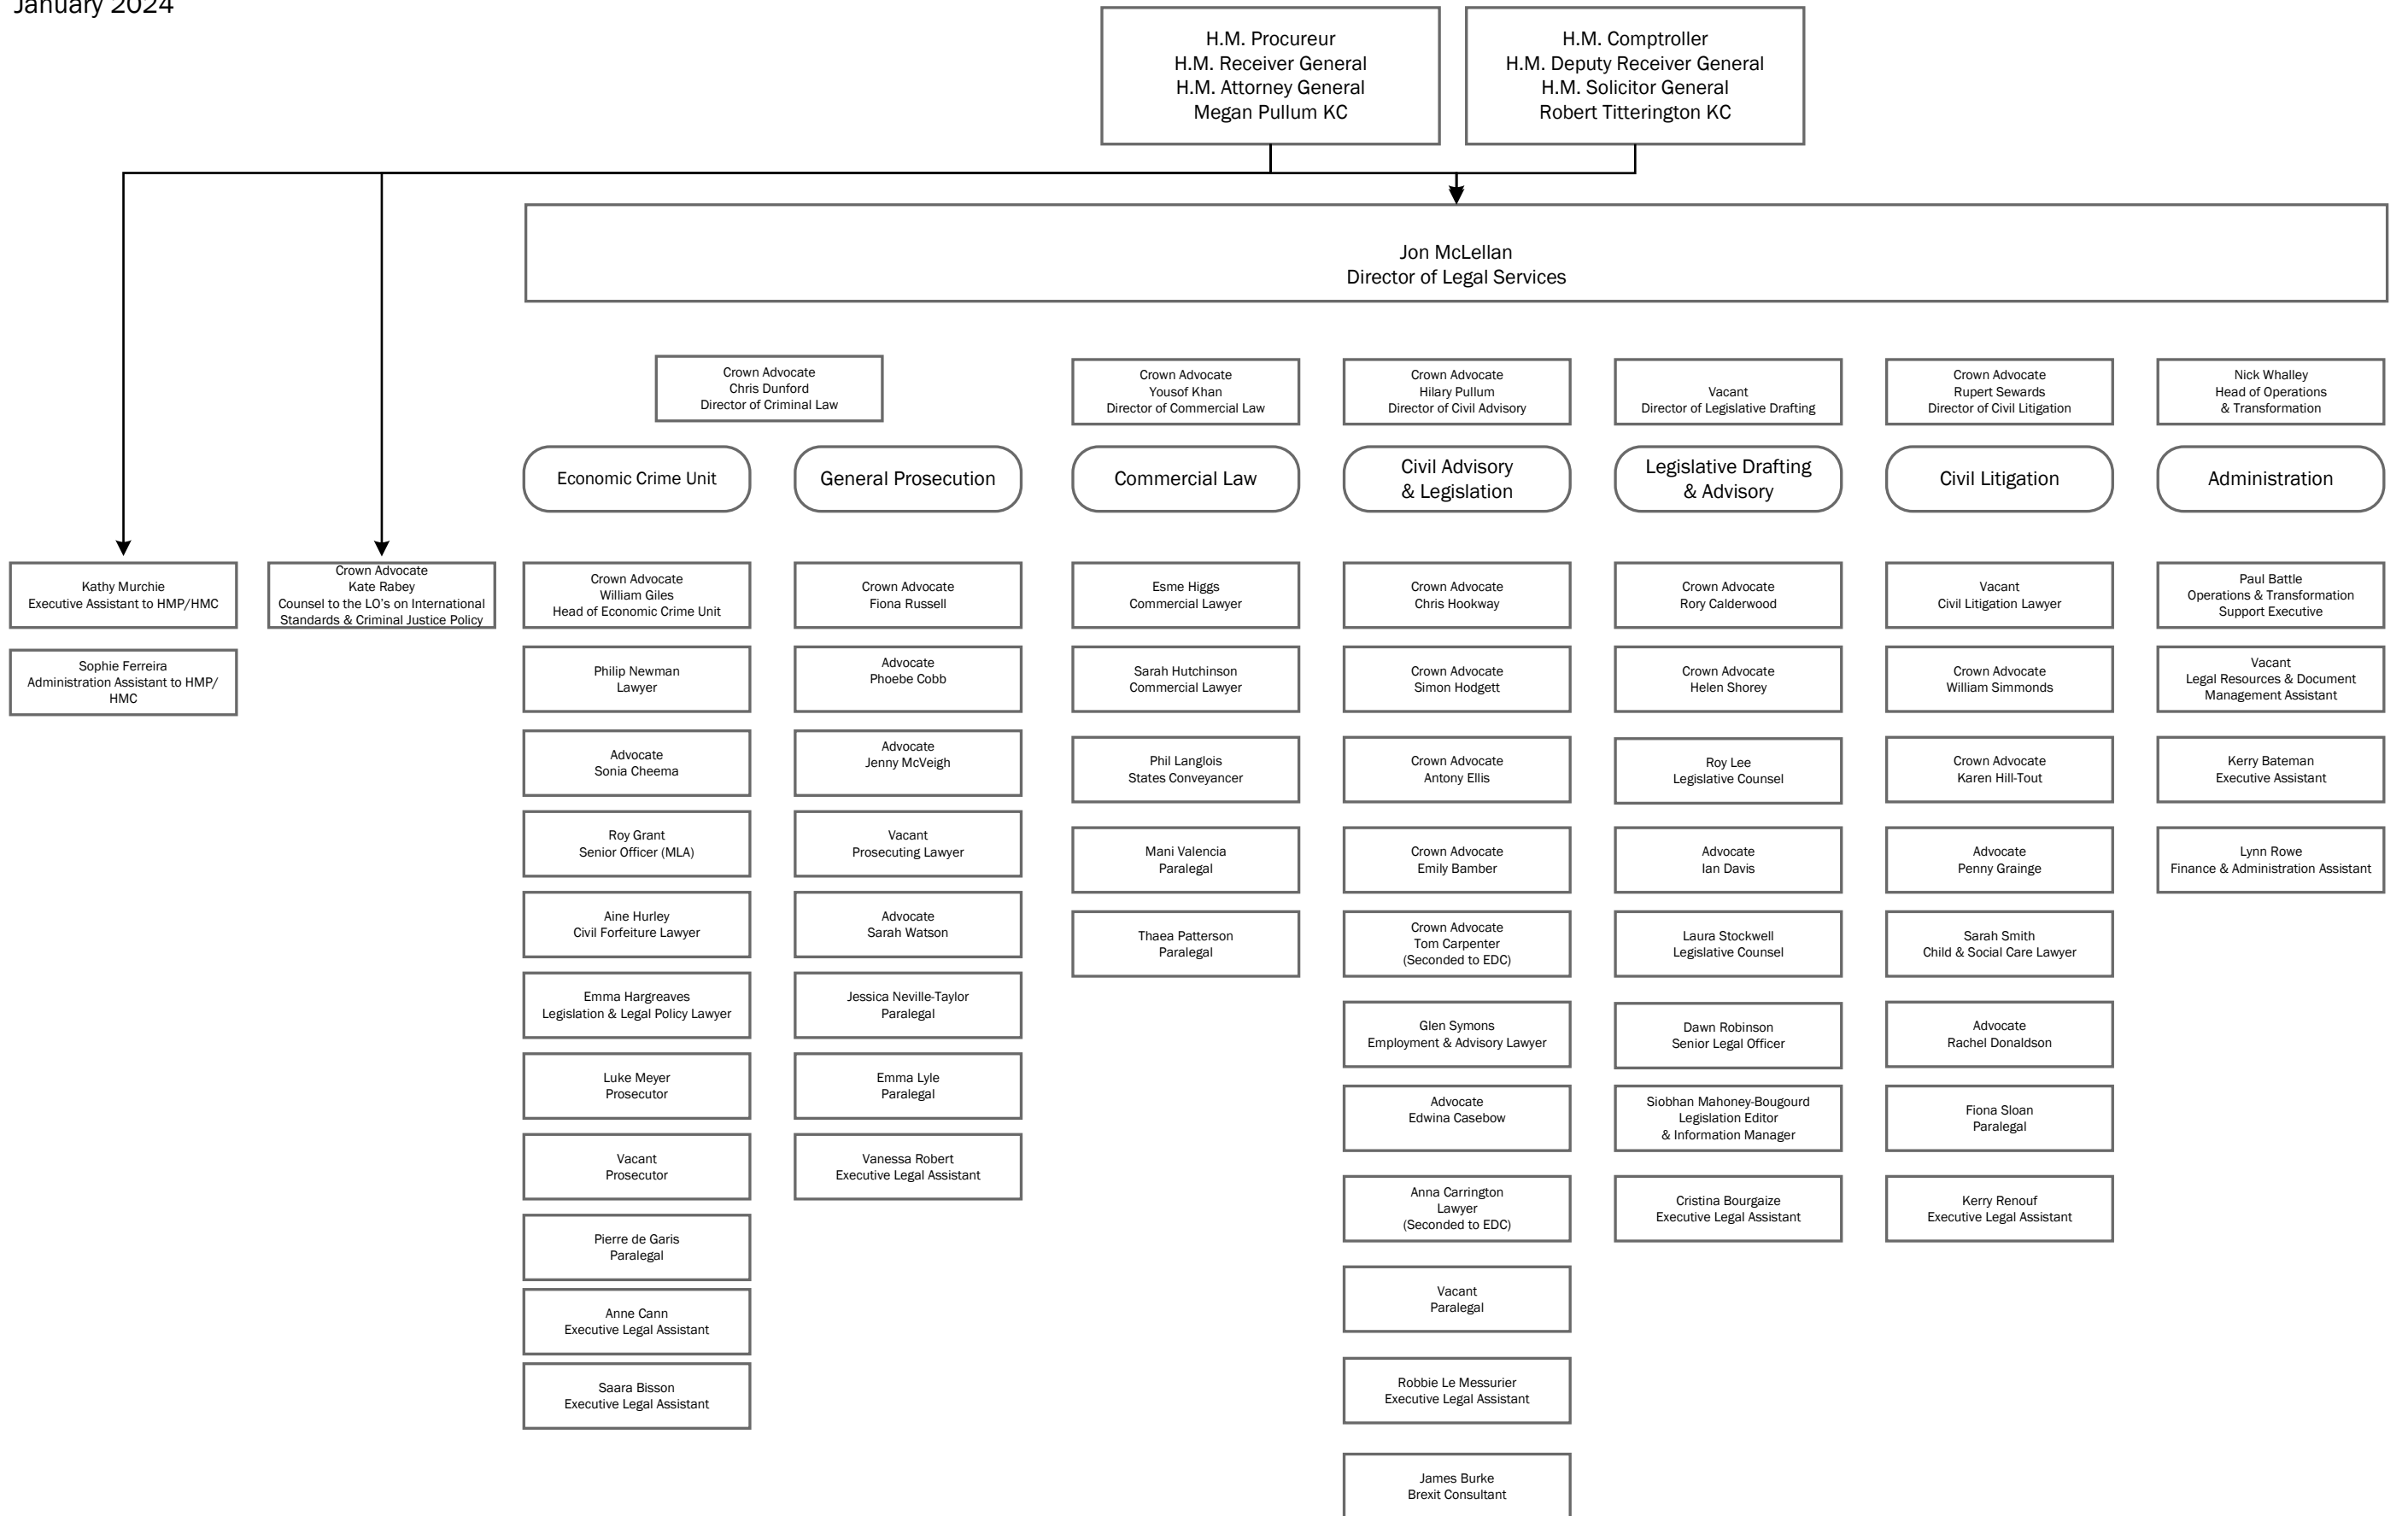 January 2024
H.M. Procureur
H.M. Receiver General
H.M. Attorney General
Megan Pullum KC
H.M. Comptroller
H.M. Deputy Receiver General
H.M. Solicitor General
Robert Titterington KC
Jon McLellan
Director of Legal Services
Crown Advocate
Chris Dunford
Director of Criminal Law
Crown Advocate
Yousof Khan
Director of Commercial Law
Crown Advocate
Hilary Pullum
Director of Civil Advisory
Vacant
Director of Legislative Drafting
Crown Advocate
Rupert Sewards
Director of Civil Litigation
Nick Whalley
Head of Operations
& Transformation
Economic Crime Unit
General Prosecution
Commercial Law
Civil Advisory
& Legislation
Legislative Drafting
& Advisory
Civil Litigation
Administration
Kathy Murchie
Executive Assistant to HMP/HMC
Sophie Ferreira
Administration Assistant to HMP/
HMC
Crown Advocate
Kate Rabey
Counsel to the LO's on International
Standards & Criminal Justice Policy
Crown Advocate
William Giles
Head of Economic Crime Unit
Philip Newman
Lawyer
Advocate
Sonia Cheema
Roy Grant
Senior Officer (MLA)
Aine Hurley
Civil Forfeiture Lawyer
Emma Hargreaves
Legislation & Legal Policy Lawyer
Luke Meyer
Prosecutor
Vacant
Prosecutor
Pierre de Garis
Paralegal
Anne Cann
Executive Legal Assistant
Saara Bisson
Executive Legal Assistant
Crown Advocate
Fiona Russell
Advocate
Phoebe Cobb
Advocate
Jenny McVeigh
Vacant
Prosecuting Lawyer
Advocate
Sarah Watson
Jessica Neville-Taylor
Paralegal
Emma Lyle
Paralegal
Vanessa Robert
Executive Legal Assistant
Esme Higgs
Commercial Lawyer
Sarah Hutchinson
Commercial Lawyer
Phil Langlois
States Conveyancer
Mani Valencia
Paralegal
Thaea Patterson
Paralegal
Crown Advocate
Chris Hookway
Crown Advocate
Simon Hodgett
Crown Advocate
Antony Ellis
Crown Advocate
Emily Bamber
Crown Advocate
Tom Carpenter
(Seconded to EDC)
Glen Symons
Employment & Advisory Lawyer
Advocate
Edwina Casebow
Anna Carrington
Lawyer
(Seconded to EDC)
Vacant
Paralegal
Robbie Le Messurier
Executive Legal Assistant
James Burke
Brexit Consultant
Crown Advocate
Rory Calderwood
Crown Advocate
Helen Shorey
Roy Lee
Legislative Counsel
Advocate
Ian Davis
Laura Stockwell
Legislative Counsel
Dawn Robinson
Senior Legal Officer
Siobhan Mahoney-Bougourd
Legislation Editor
& Information Manager
Cristina Bourgaize
Executive Legal Assistant
Vacant
Civil Litigation Lawyer
Crown Advocate
William Simmonds
Crown Advocate
Karen Hill-Tout
Advocate
Penny Grainge
Sarah Smith
Child & Social Care Lawyer
Advocate
Rachel Donaldson
Fiona Sloan
Paralegal
Kerry Renouf
Executive Legal Assistant
Paul Battle
Operations & Transformation
Support Executive
Vacant
Legal Resources & Document
Management Assistant
Kerry Bateman
Executive Assistant
Lynn Rowe
Finance & Administration Assistant